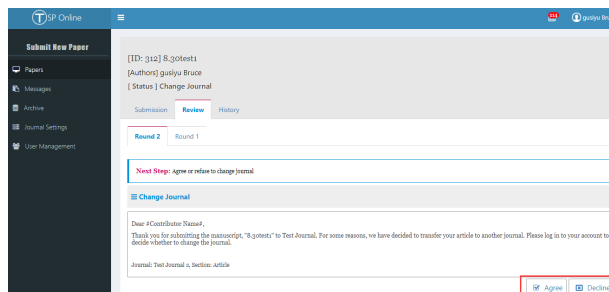 TSP Online
211
gusiyu Bru
Submit New Paper
Papers
Messages
Archive
Journal Settings
User Management
[ID: 312] 8.30test1
[Authors] gusiyu Bruce
[ Status ] Change Journal
Submission Review History
Round 2 Round 1
Next Step: Agree or refuse to change journal
Change Journal
Dear #Contributor Name#,
Thank you for submitting the manuscript, "8.30test1" to Test Journal. For some reasons, we have decided to transfer your article to another journal. Please log in to your account to
decide whether to change the journal.
Journal: Test Journal 2, Section: Article
Agree Decline